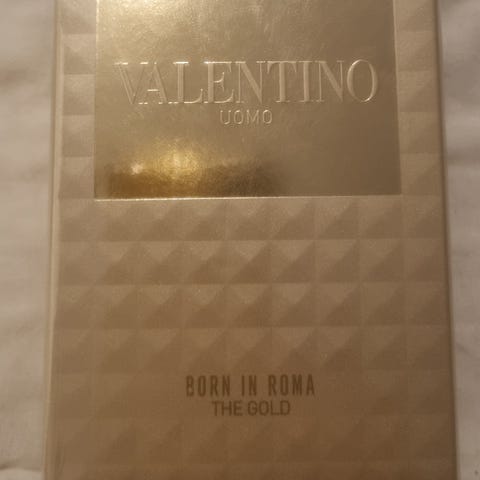 VALENTINO
UOMO
BORN IN ROMA
THE GOLD